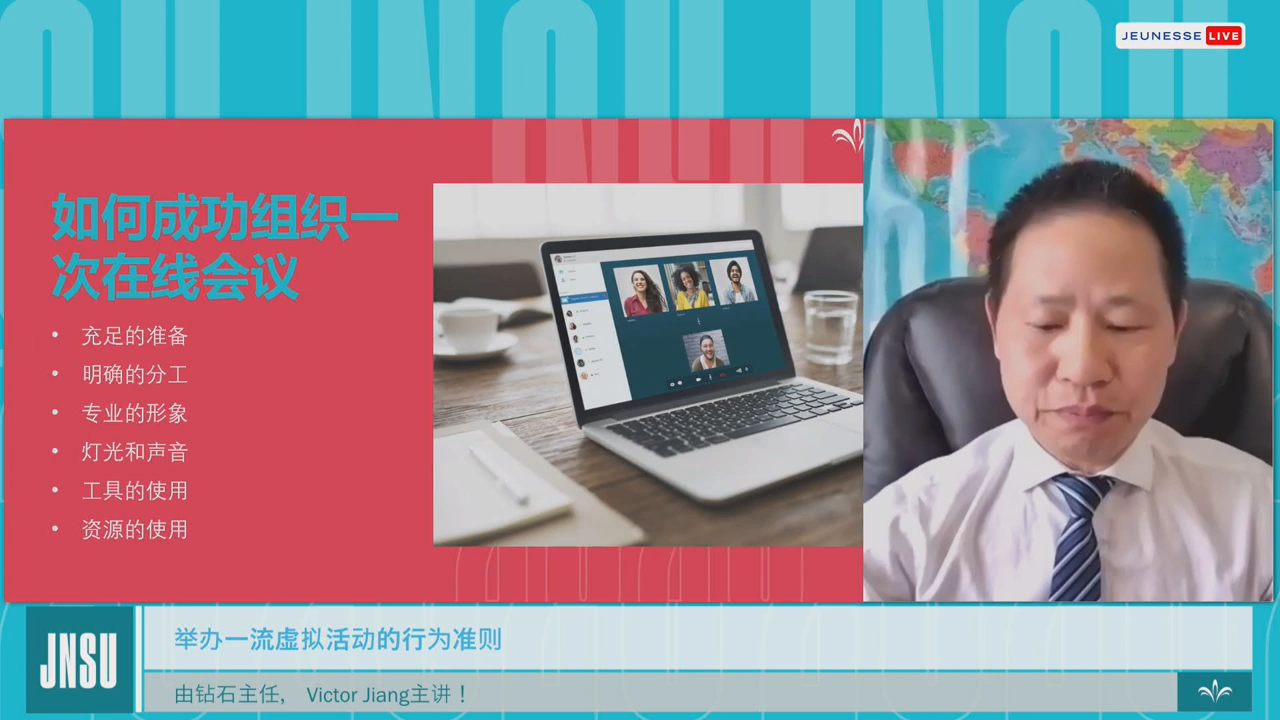 JEUNESSE LIVE
如何成功组织一
次在线会议
• 充足的准备
• 明确的分工
• 专业的形象
• 灯光和声音
• 工具的使用
• 资源的使用
JNSU
举办一流虚拟活动的行为准则
由钻石主任， Victor Jiang主讲！